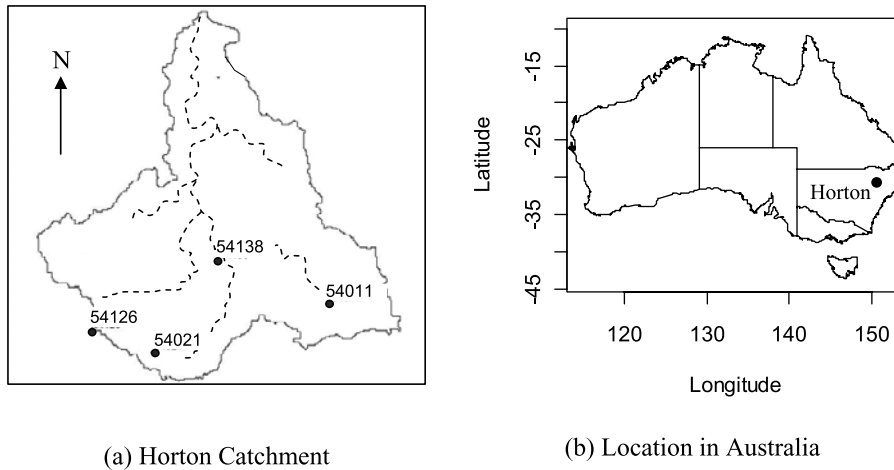 N
54138
54011
54126
54021
(a) Horton Catchment
-15
-25
-35
-45
Latitude
Horton
120 130 140 150
Longitude
(b) Location in Australia